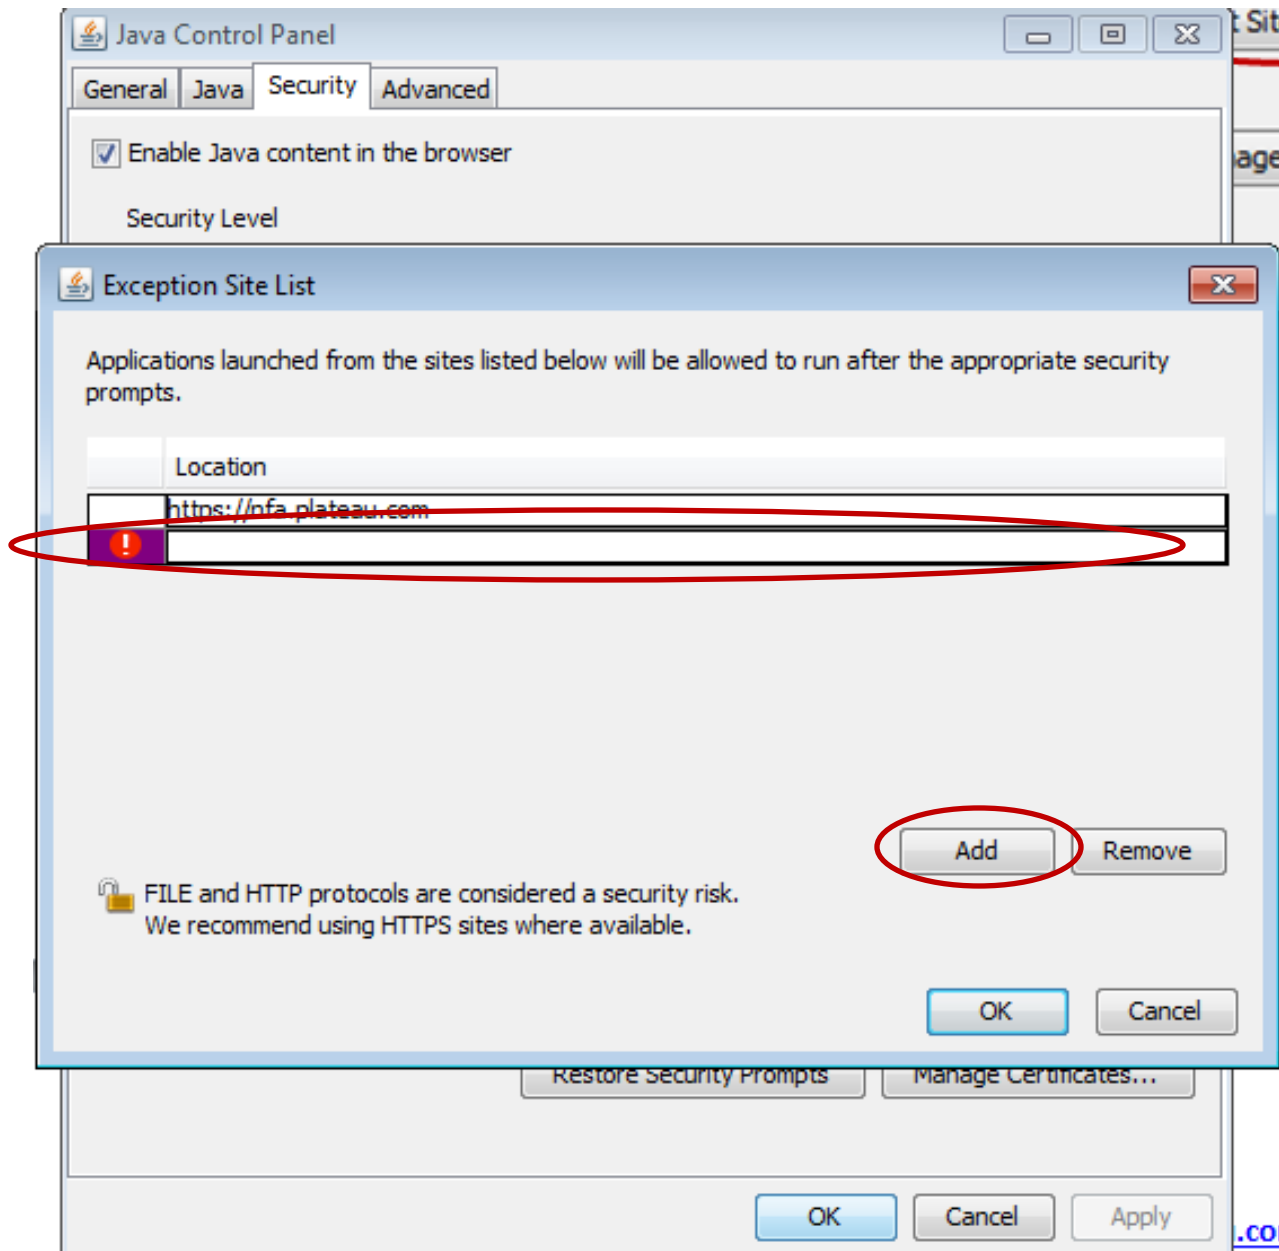 Java Control Panel
t Sit
General Java Security Advanced
Enable Java content in the browser
age
Security Level
Exception Site List
Applications launched from the sites listed below will be allowed to run after the appropriate security
prompts.
Location
https://nfa.plateau.com
!
Add Remove
FILE and HTTP protocols are considered a security risk.
We recommend using HTTPS sites where available.
OK Cancel
Restore Security Prompts Manage Certificates...
OK Cancel Apply
.co